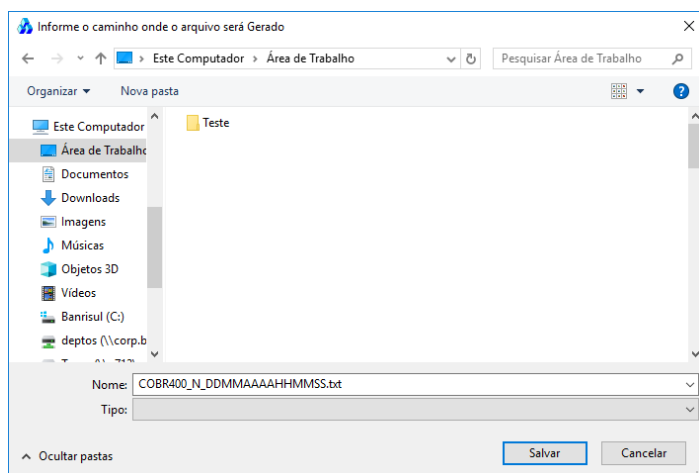 Informe o caminho onde o arquivo será Gerado
Este Computador > Área de Trabalho
Pesquisar Área de Trabalho
Organizar
Nova pasta
Este Computador
Teste
Área de Trabalho
Documentos
Downloads
Imagens
Músicas
Objetos 3D
Vídeos
Banrisul (C:)
deptos (\\corp.b
Nome: COBR400_N_DDMMAAAAHHMMSS.txt
Tipo:
Ocultar pastas
Salvar
Cancelar